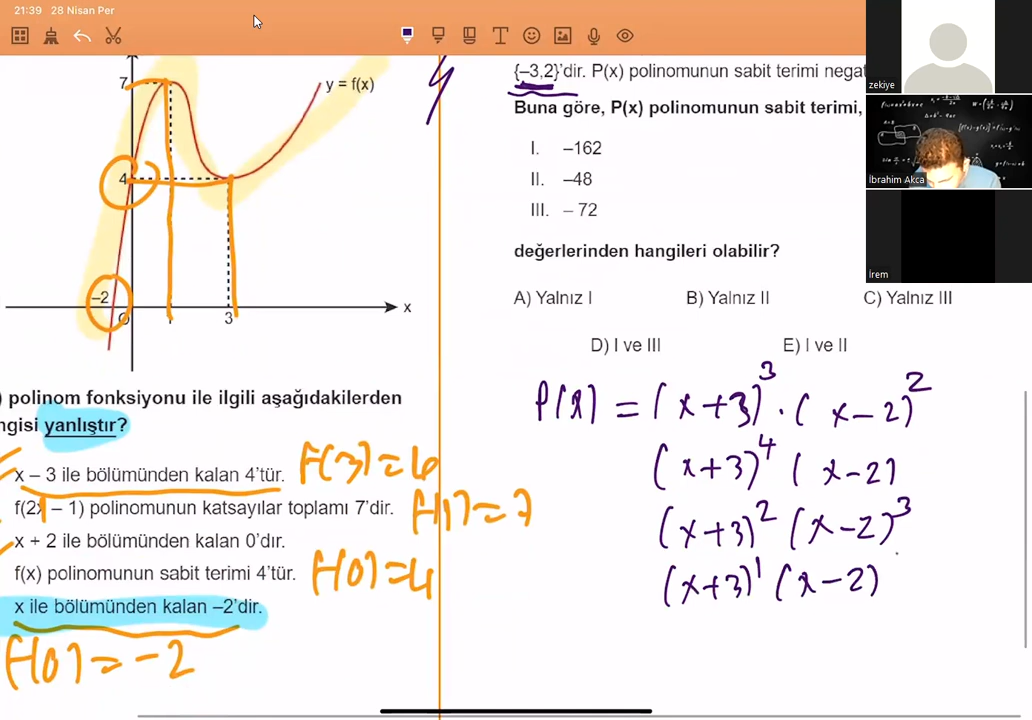 21:39 28 Nisan Per
7
y = f(x)
4
–2
O
1
3
x
) polinom fonksiyonu ile ilgili aşağıdakilerden
ngisi yanlıştır?
x – 3 ile bölümünden kalan 4'tür.
F(3)=4
f(2x – 1) polinomunun katsayılar toplamı 7'dir.
f(1)=7
x + 2 ile bölümünden kalan 0'dır.
f(x) polinomunun sabit terimi 4'tür.
f(0)=4
x ile bölümünden kalan –2'dir.
f(0)=-2
{–3,2}'dir. P(x) polinomunun sabit terimi negat
Buna göre, P(x) polinomunun sabit terimi,
I. –162
II. –48
III. – 72
değerlerinden hangileri olabilir?
A) Yalnız I
B) Yalnız II
C) Yalnız III
D) I ve III
E) I ve II
P(x) = (x+3)³ · (x-2)²
(x+3)⁴ (x-2)
(x+3)² (x-2)³
(x+3)¹ (x-2)
zekiye
İbrahim Akca
İrem